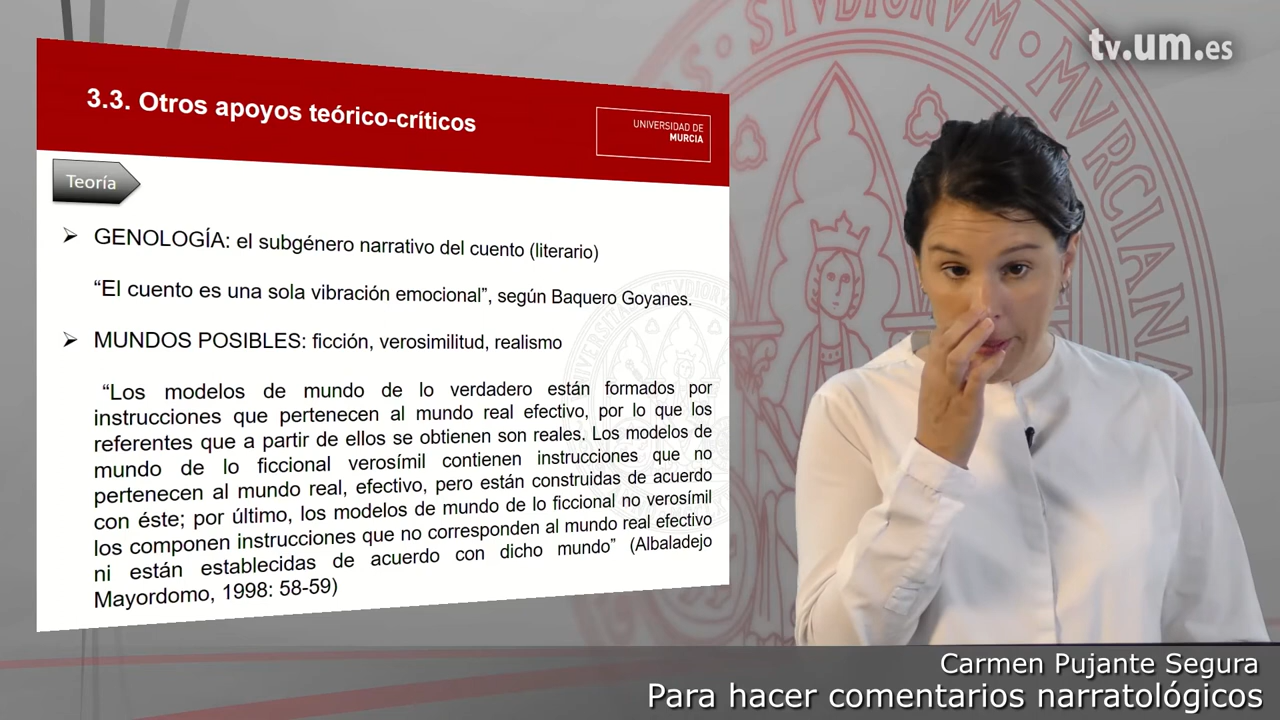 tv.um.es
3.3. Otros apoyos teórico-críticos
UNIVERSIDAD DE
MURCIA
Teoría
➢ GENOLOGÍA: el subgénero narrativo del cuento (literario)
“El cuento es una sola vibración emocional”, según Baquero Goyanes.
➢ MUNDOS POSIBLES: ficción, verosimilitud, realismo
“Los modelos de mundo de lo verdadero están formados por
instrucciones que pertenecen al mundo real efectivo, por lo que los
referentes que a partir de ellos se obtienen son reales. Los modelos de
mundo de lo ficcional verosímil contienen instrucciones que no
pertenecen al mundo real, efectivo, pero están construidas de acuerdo
con éste; por último, los modelos de mundo de lo ficcional no verosímil
los componen instrucciones que no corresponden al mundo real efectivo
ni están establecidas de acuerdo con dicho mundo” (Albaladejo
Mayordomo, 1998: 58-59)
Carmen Pujante Segura
Para hacer comentarios narratológicos